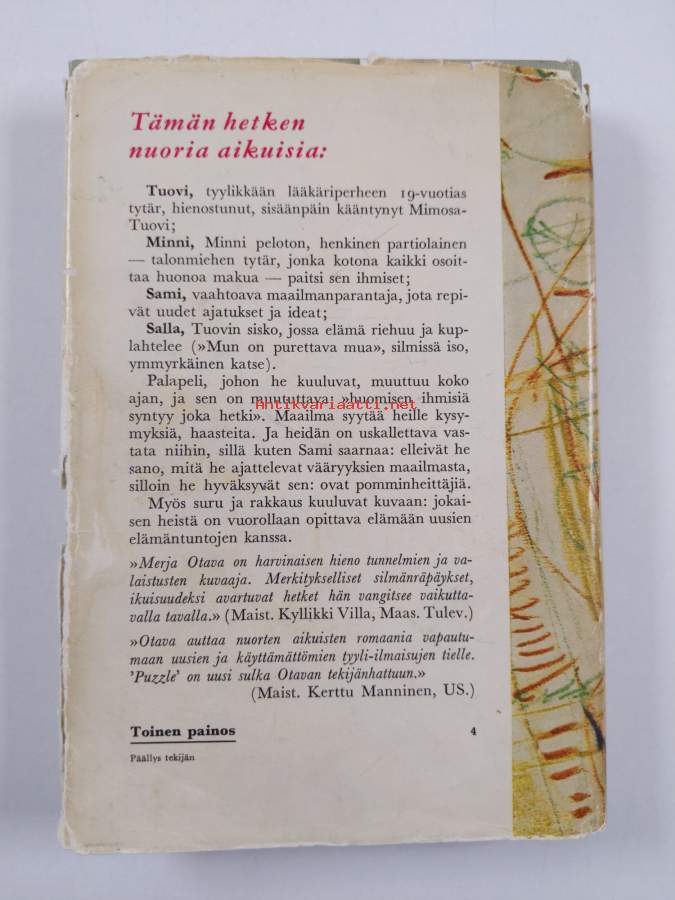 Tämän hetken
nuoria aikuisia:
Tuovi, tyylikkään lääkäriperheen 19-vuotias
tytär, hienostunut, sisäänpäin kääntynyt Mimosa-
Tuovi;
Minni, Minni peloton, henkinen partiolainen
— talonmiehen tytär, jonka kotona kaikki osoit-
taa huonoa makua — paitsi sen ihmiset;
Sami, vaahtoava maailmanparantaja, jota repi-
vät uudet ajatukset ja ideat;
Salla, Tuovin sisko, jossa elämä riehuu ja kup-
lahtelee (»Mun on purettava mua», silmissä iso,
ymmyrkäinen katse).
Palapeli, johon he kuuluvat, muuttuu koko
ajan, ja sen on muututtava: »huomisen ihmisiä
Antikvariaatti.net
syntyy joka hetki». Maailma syytää heille kysy-
myksiä, haasteita. Ja heidän on uskallettava vas-
tata niihin, sillä kuten Sami saarnaa: elleivät he
sano, mitä he ajattelevat vääryyksien maailmasta,
silloin he hyväksyvät sen: ovat pomminheittäjiä.
Myös suru ja rakkaus kuuluvat kuvaan: jokai-
sen heistä on vuorollaan opittava elämään uusien
elämäntuntojen kanssa.
»Merja Otava on harvinaisen hieno tunnelmien ja va-
laistusten kuvaaja. Merkitykselliset silmänräpäykset,
ikuisuudeksi avartuvat hetket hän vangitsee vaikutta-
valla tavalla.» (Maist. Kyllikki Villa, Maas. Tulev.)
»Otava auttaa nuorten aikuisten romaania vapautu-
maan uusien ja käyttämättömien tyyli-ilmaisujen tielle.
'Puzzle' on uusi sulka Otavan tekijänhattuun.»
(Maist. Kerttu Manninen, US.)
Toinen painos 4
Päällys tekijän